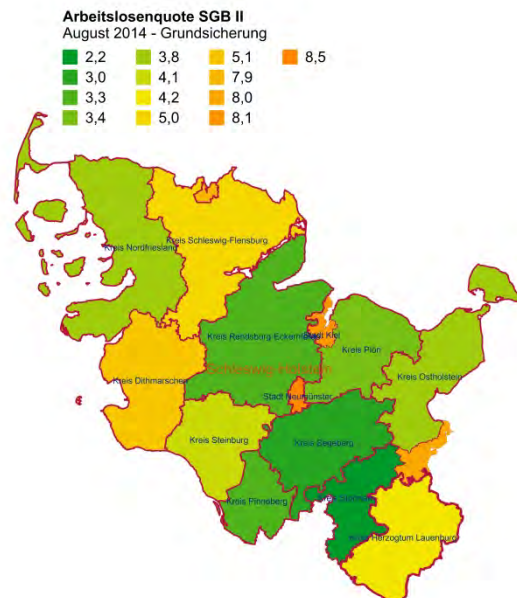 Arbeitslosenquote SGB II
August 2014 - Grundsicherung
2,2 3,8 5,1 8,5
3,0 4,1 7,9
3,3 4,2 8,0
3,4 5,0 8,1
Kreis Schleswig-Flensburg
Kreis Nordfriesland
Kreis Rendsburg-Eckernförde
Stadt Kiel
Kreis Plön
Schleswig-Holstein
Kreis Dithmarschen
Kreis Ostholstein
Stadt Neumünster
Kreis Steinburg
Kreis Segeberg
Kreis Pinneberg
Kreis Stormarn
Kreis Herzogtum Lauenburg